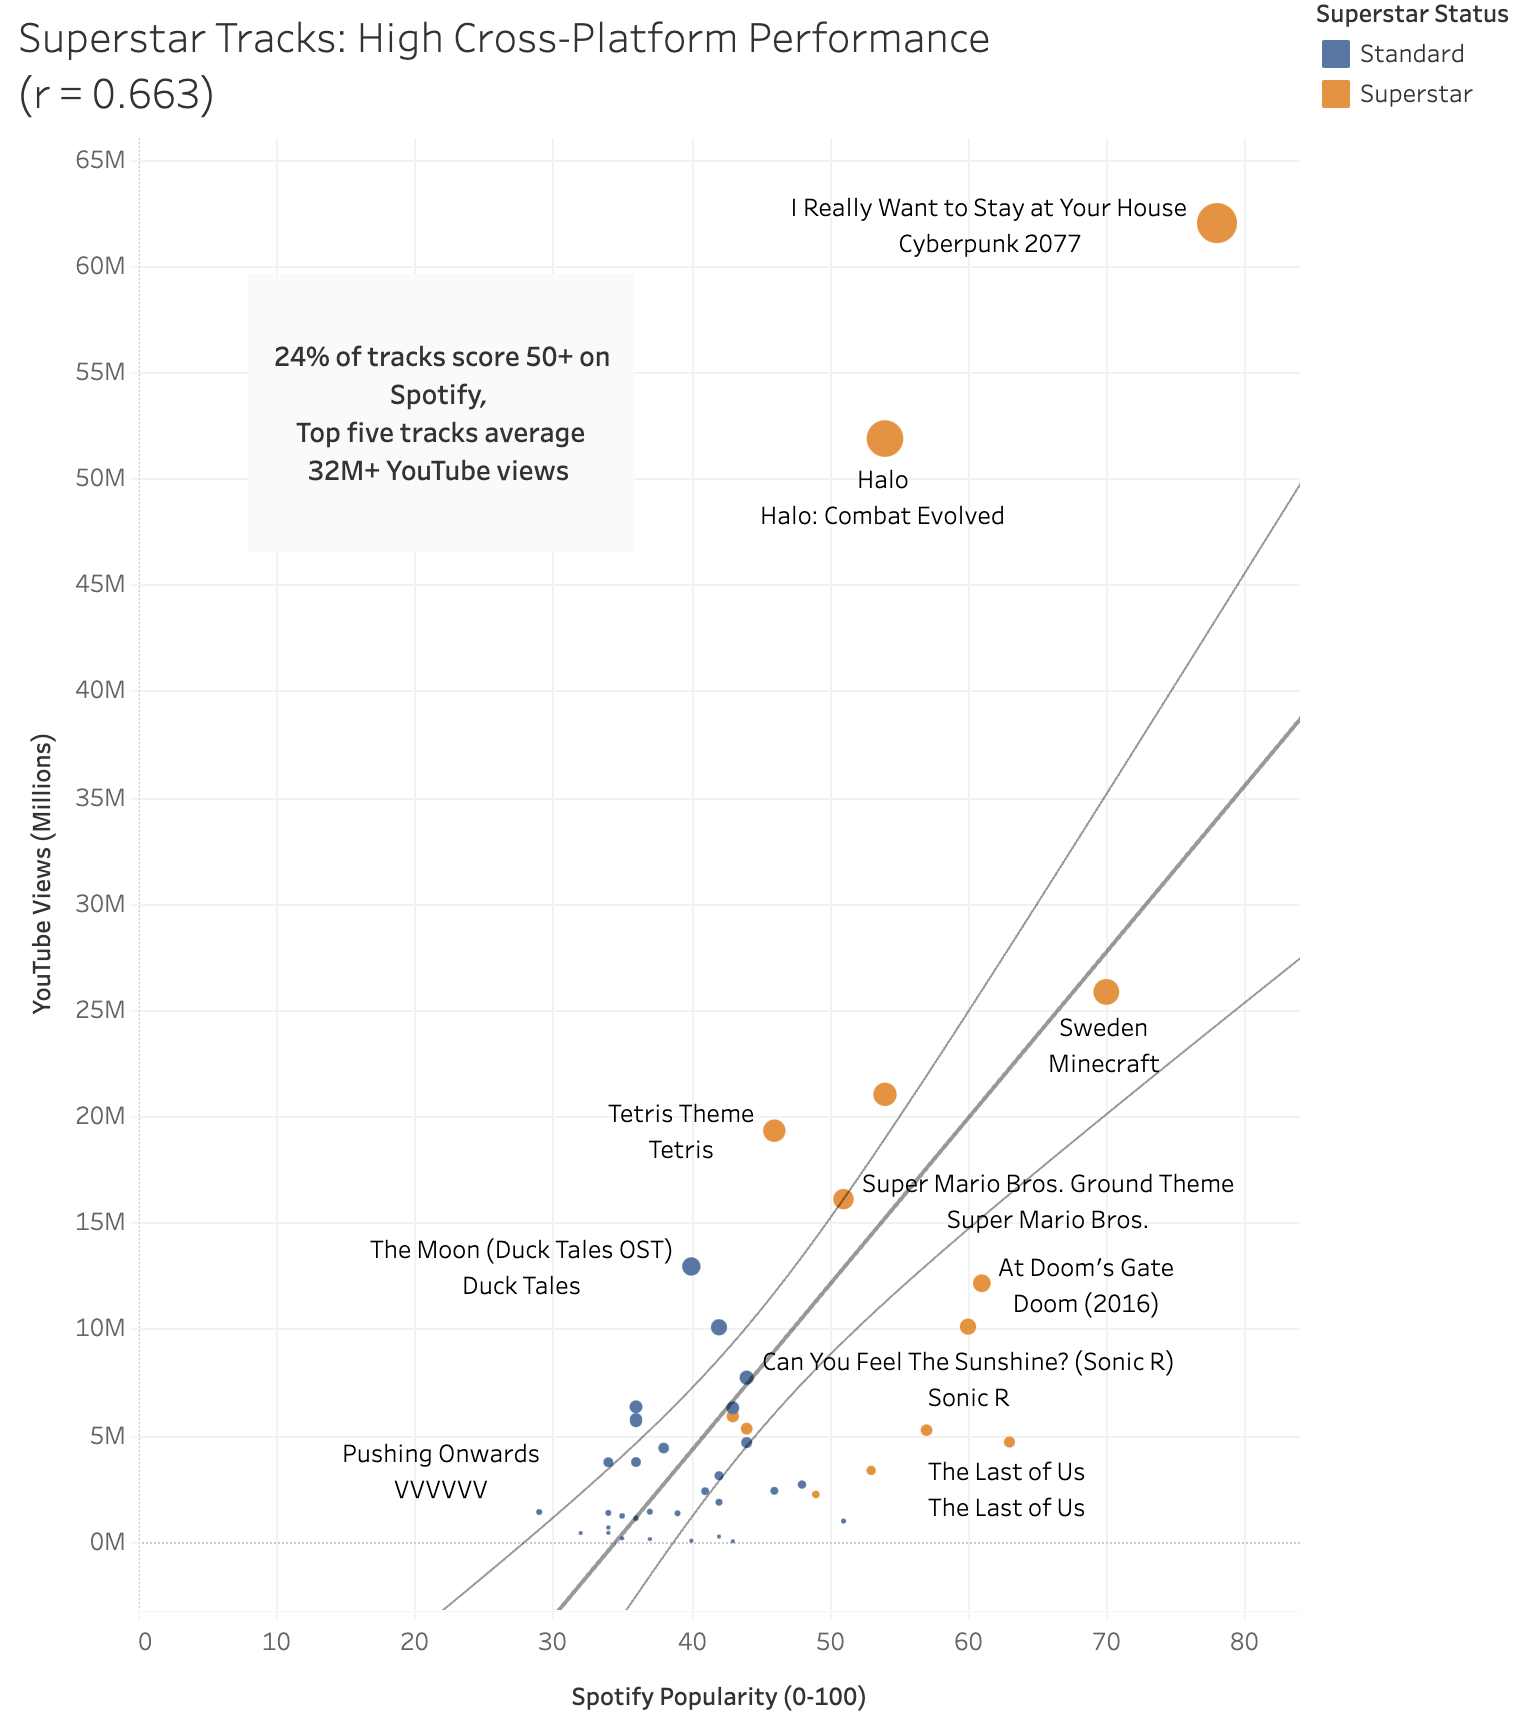 Superstar Tracks: High Cross-Platform Performance
(r = 0.663)
Superstar Status
Standard
Superstar
65M
60M
55M
50M
45M
40M
35M
30M
25M
20M
15M
10M
5M
0M
YouTube Views (Millions)
24% of tracks score 50+ on
Spotify,
Top five tracks average
32M+ YouTube views
I Really Want to Stay at Your House
Cyberpunk 2077
Halo
Halo: Combat Evolved
Sweden
Minecraft
Tetris Theme
Tetris
Super Mario Bros. Ground Theme
Super Mario Bros.
The Moon (Duck Tales OST)
Duck Tales
At Doom’s Gate
Doom (2016)
Can You Feel The Sunshine? (Sonic R)
Sonic R
Pushing Onwards
VVVVVV
The Last of Us
The Last of Us
0 10 20 30 40 50 60 70 80
Spotify Popularity (0-100)